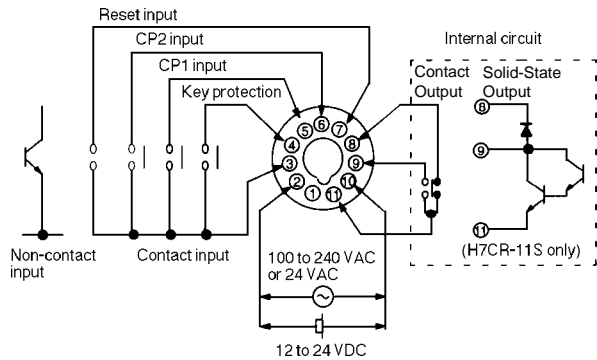 Reset input
CP2 input
CP1 input
Key protection
Internal circuit
Contact Output
Solid-State Output
6
5
7
4
8
3
9
2
10
1
11
8
9
11
(H7CR-11S only)
Non-contact input
Contact input
100 to 240 VAC
or 24 VAC
12 to 24 VDC